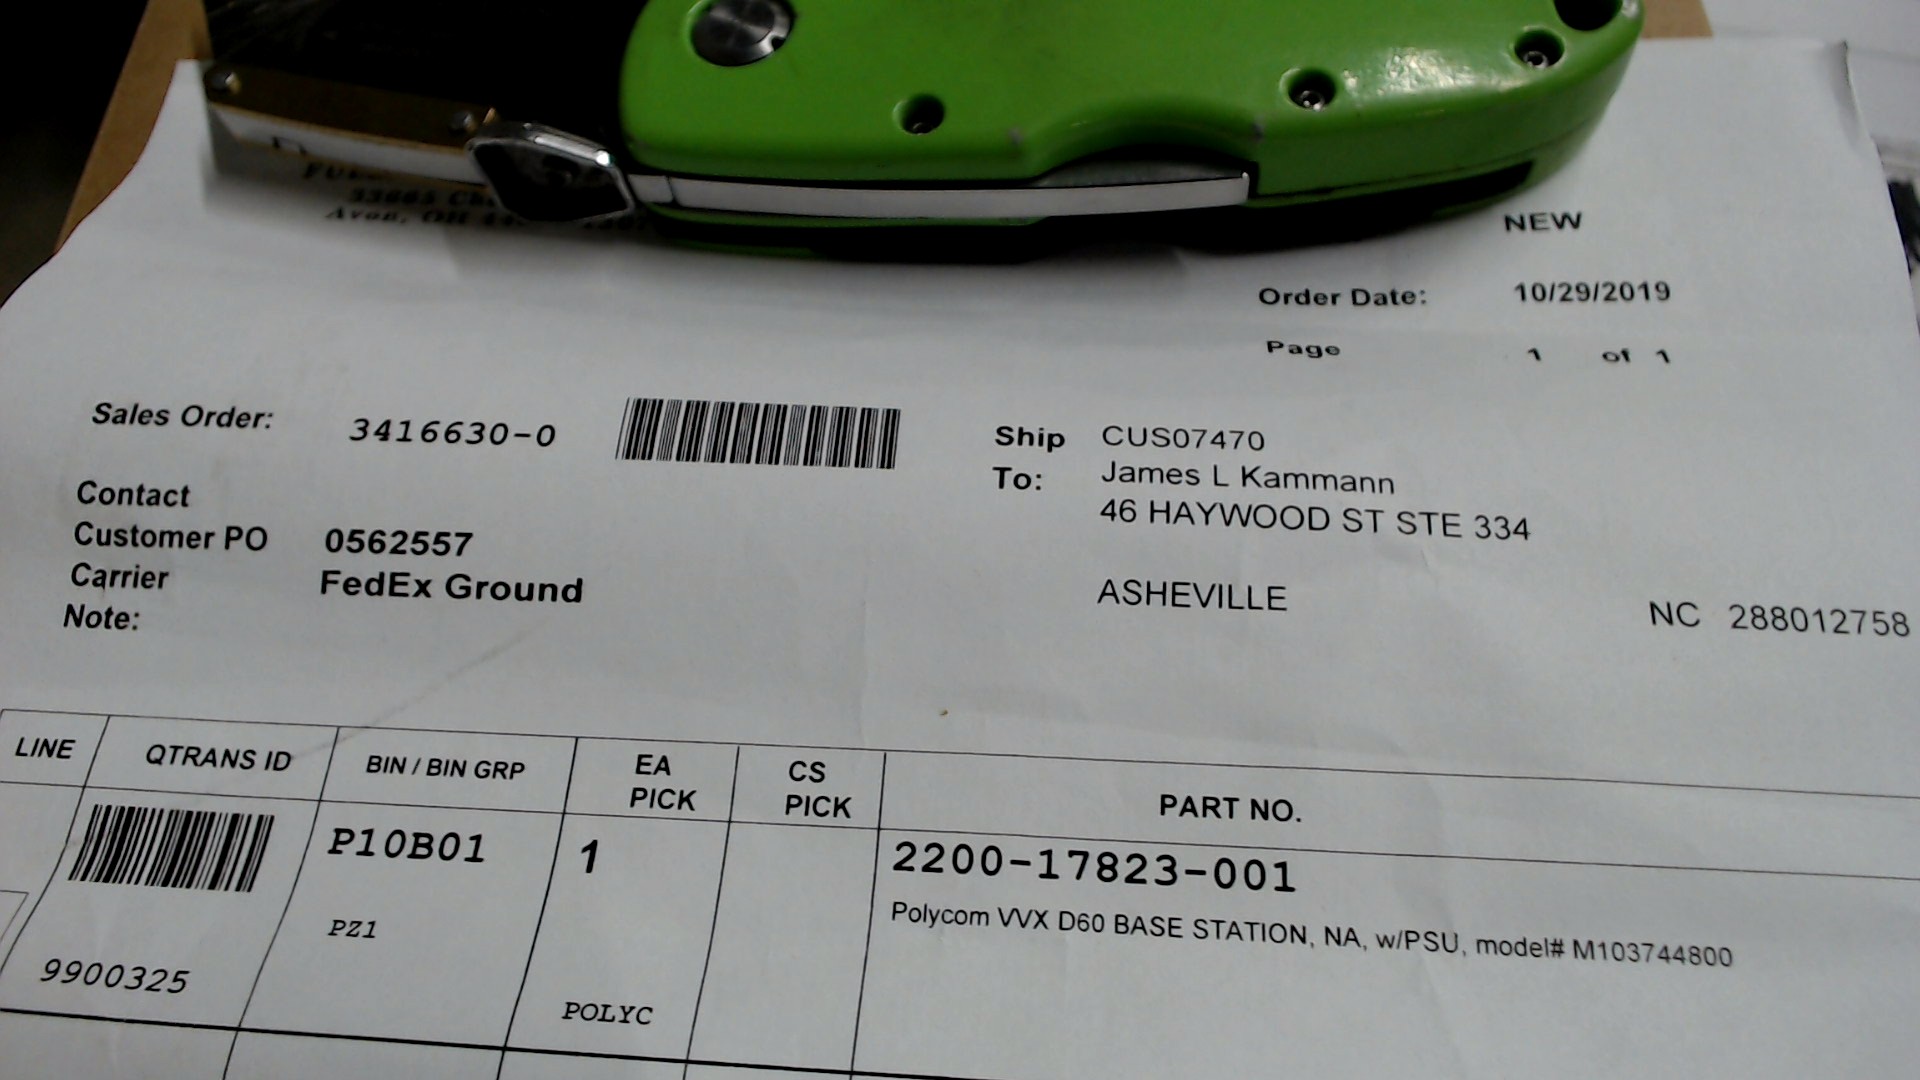 Avon, OH
NEW
Order Date: 10/29/2019
Page 1 of 1
Sales Order: 3416630-0
Ship To:
CUS07470
James L Kammann
46 HAYWOOD ST STE 334
ASHEVILLE NC 288012758
Contact
Customer PO 0562557
Carrier FedEx Ground
Note:
LINE QTRANS ID BIN / BIN GRP EA PICK CS PICK PART NO.
P10B01 1 2200-17823-001
Polycom VVX D60 BASE STATION, NA, w/PSU, model# M103744800
PZ1
9900325 POLYC